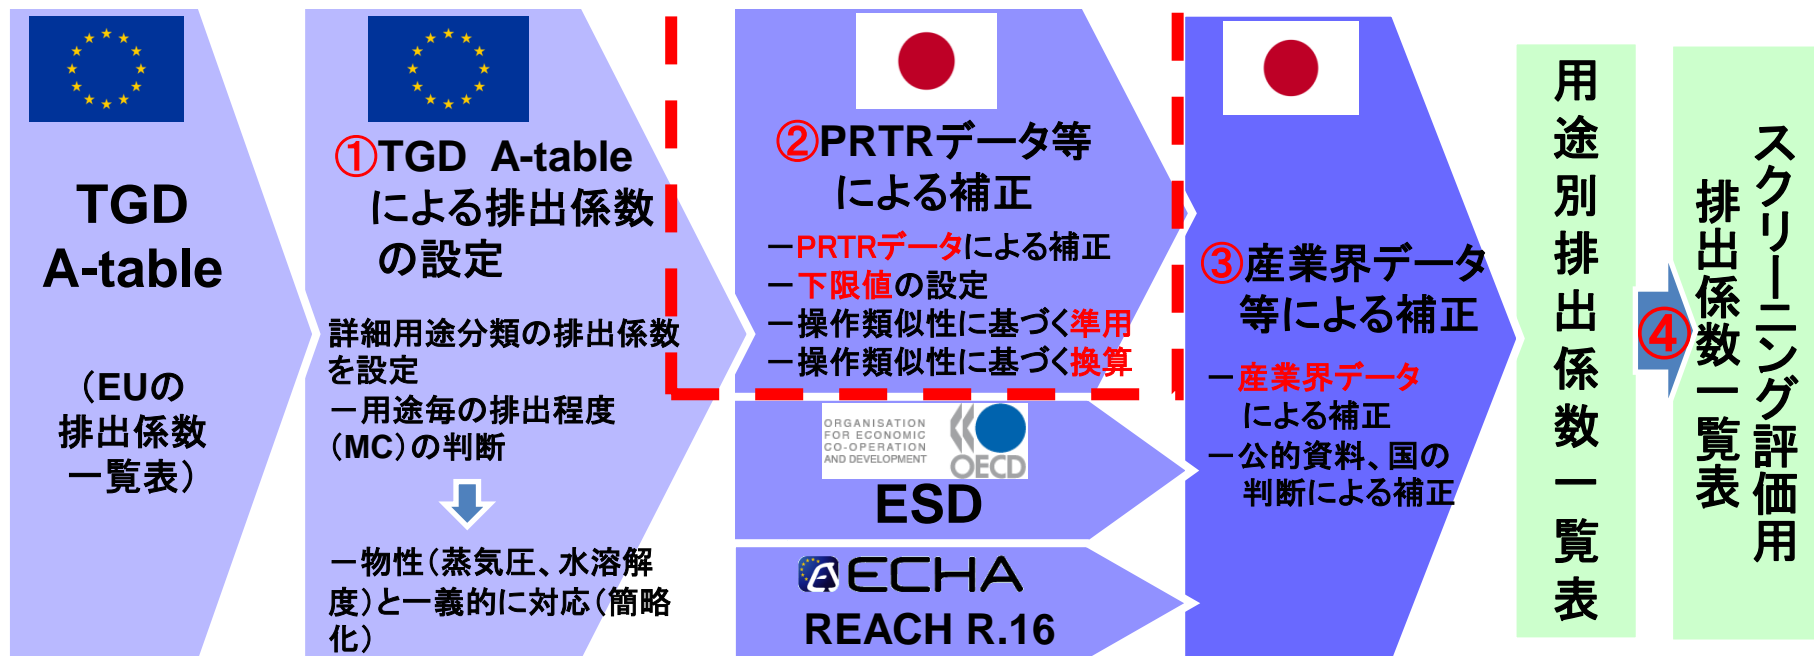 TGD
A-table
（EUの
排出係数
一覧表）
①TGD A-table
による排出係数
の設定
詳細用途分類の排出係数
を設定
－用途毎の排出程度
（MC）の判断
－物性（蒸気圧、水溶解
度）と一義的に対応（簡略
化）
②PRTRデータ等
による補正
－PRTRデータによる補正
－下限値の設定
－操作類似性に基づく準用
－操作類似性に基づく換算
ORGANISATION
FOR ECONOMIC
CO-OPERATION
AND DEVELOPMENT
OECD
ESD
ECHA
REACH R.16
③産業界データ
等による補正
－産業界データ
による補正
－公的資料、国の
判断による補正
用途別排出係数一覧表
④
スクリーニング評価用
排出係数一覧表